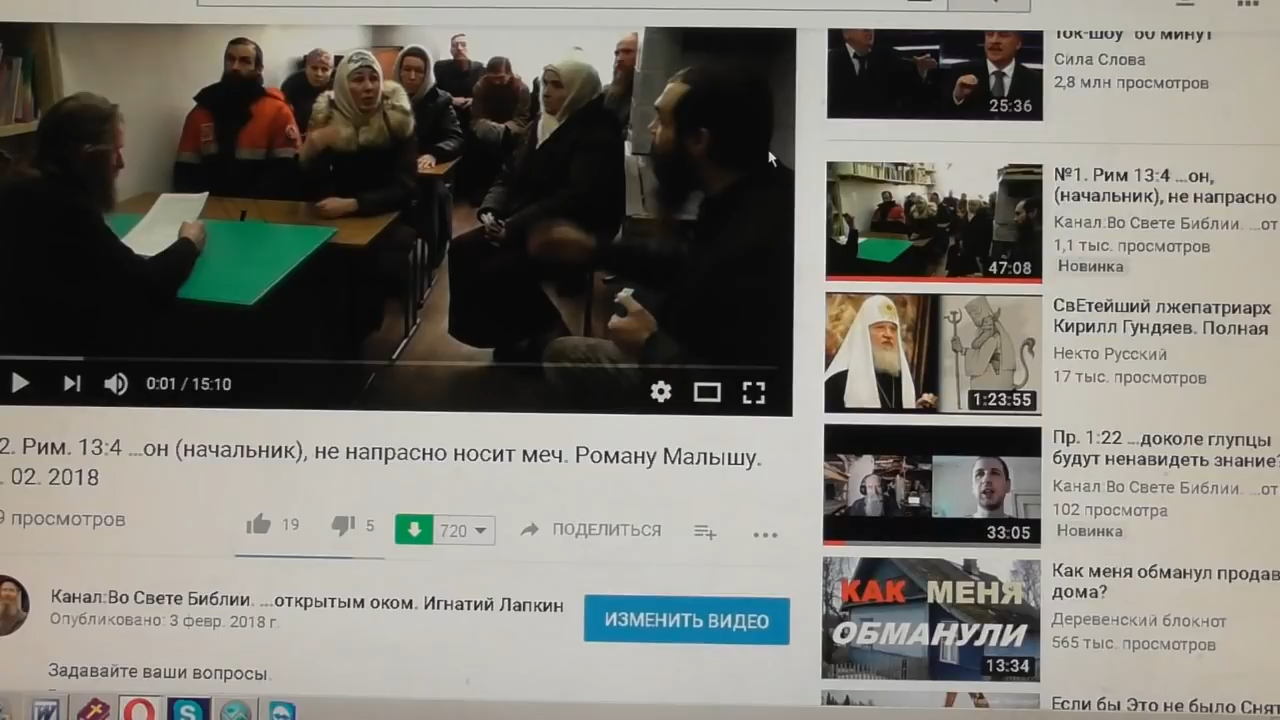 0:01 / 15:10
2. Рим. 13:4 ...он (начальник), не напрасно носит меч. Роману Малышу.
. 02. 2018
9 просмотров
19
5
720
ПОДЕЛИТЬСЯ
Канал:Во Свете Библии. ...открытым оком. Игнатий Лапкин
Опубликовано: 3 февр. 2018 г.
ИЗМЕНИТЬ ВИДЕО
Задавайте ваши вопросы.
ток-шоу "60 минут"
Сила Слова
2,8 млн просмотров
25:36
№1. Рим 13:4 ...он,
(начальник), не напрасно
Канал:Во Свете Библии. ...от
1,1 тыс. просмотров
Новинка
47:08
СвЕтейший лжепатриарх
Кирилл Гундяев. Полная
Некто Русский
17 тыс. просмотров
1:23:55
Пр. 1:22 ...доколе глупцы
будут ненавидеть знание?
Канал:Во Свете Библии. ...от
102 просмотра
Новинка
33:05
КАК МЕНЯ
ОБМАНУЛИ
13:34
Как меня обманул продав
дома?
Деревенский блокнот
565 тыс. просмотров
Если бы Это не было Снят